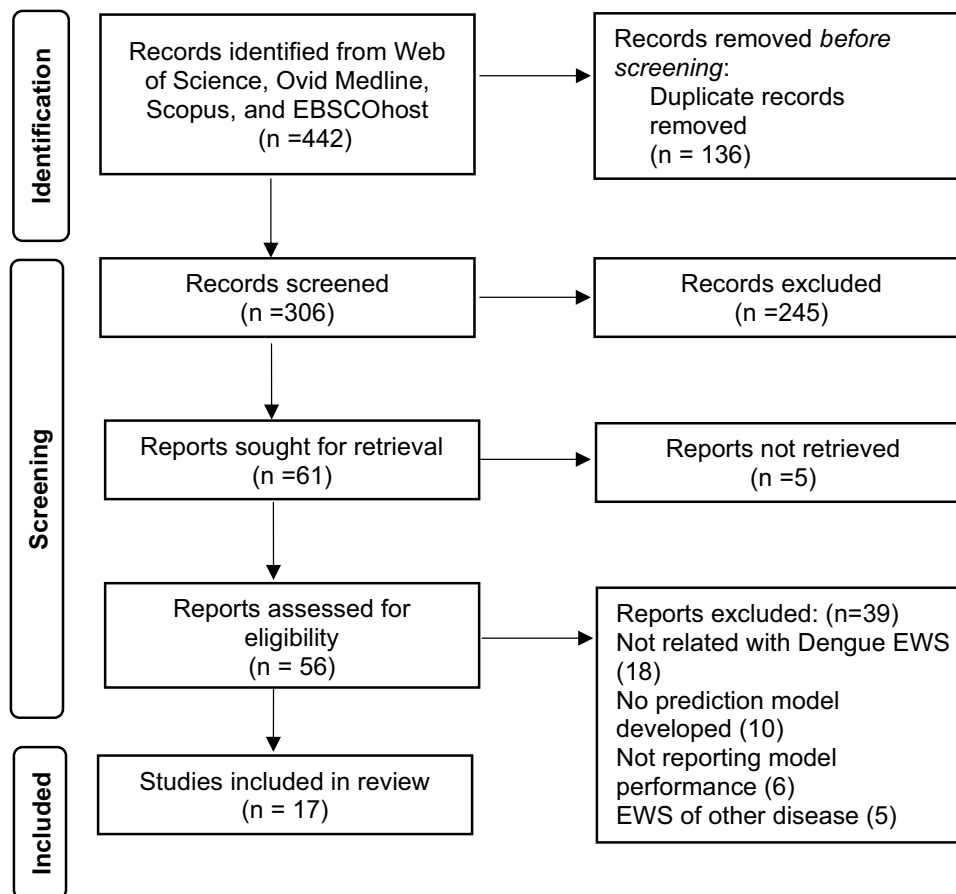 Identification
Records identified from Web
of Science, Ovid Medline,
Scopus, and EBSCOhost
(n =442)
Records removed before
screening:
Duplicate records
removed
(n = 136)
Screening
Records screened
(n =306)
Records excluded
(n =245)
Reports sought for retrieval
(n =61)
Reports not retrieved
(n =5)
Reports assessed for
eligibility
(n = 56)
Reports excluded: (n=39)
Not related with Dengue EWS
(18)
No prediction model
developed (10)
Not reporting model
performance (6)
EWS of other disease (5)
Included
Studies included in review
(n = 17)